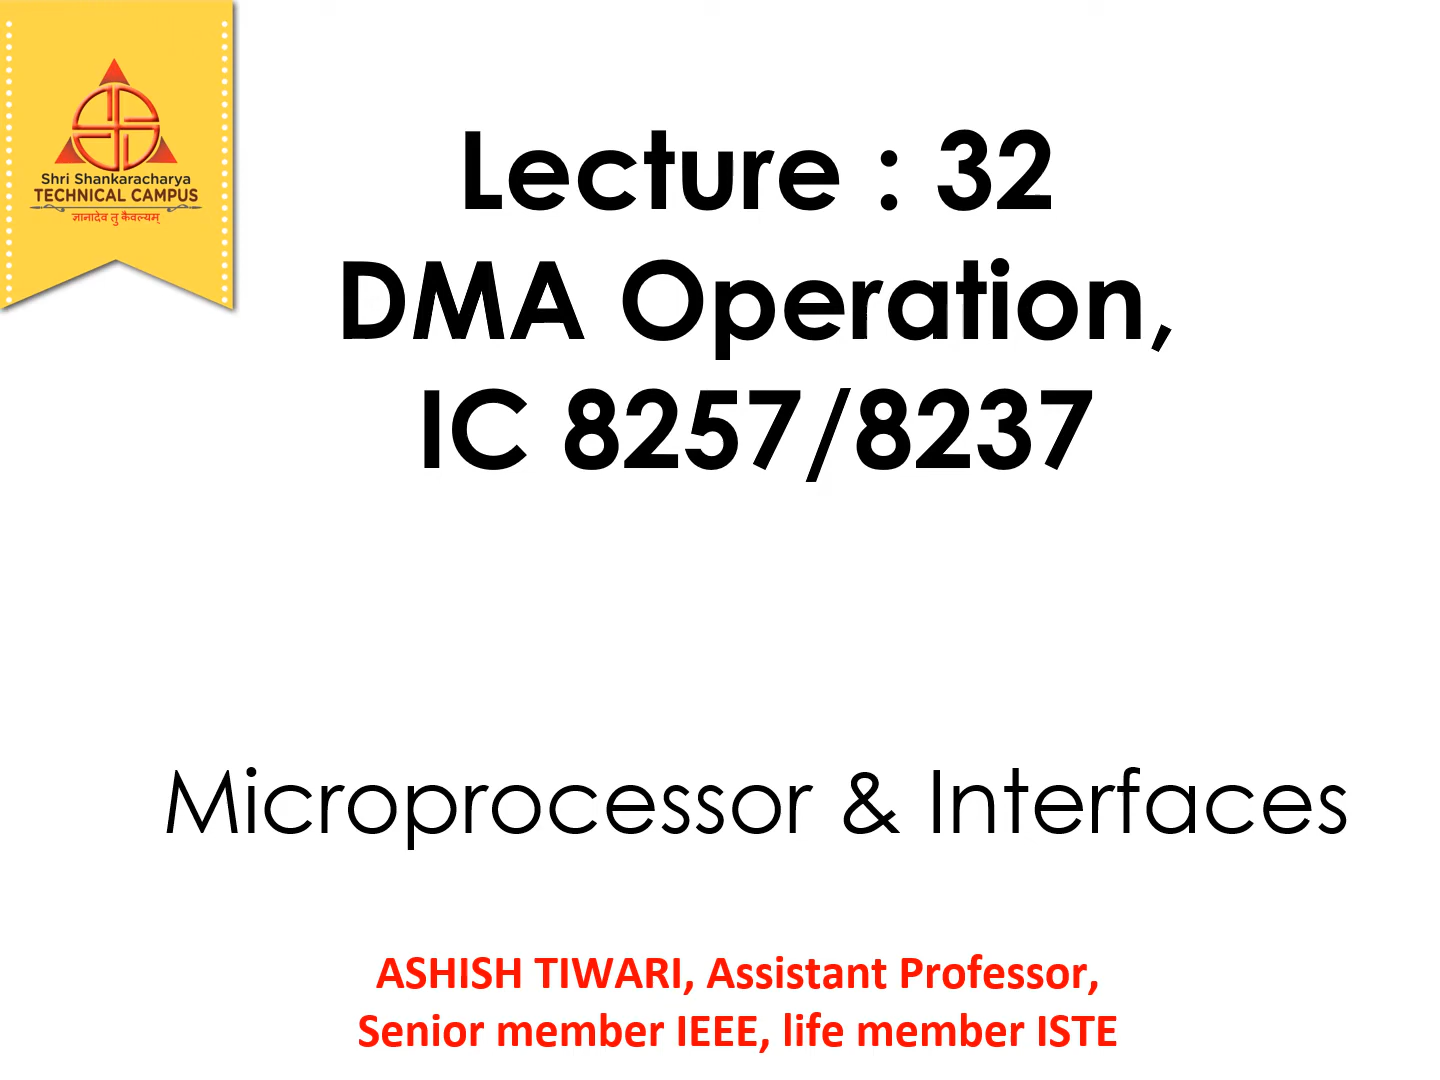 Shri Shankaracharya
TECHNICAL CAMPUS
ज्ञानादेव तु कैवल्यम्
Lecture : 32
DMA Operation,
IC 8257/8237
Microprocessor & Interfaces
ASHISH TIWARI, Assistant Professor,
Senior member IEEE, life member ISTE